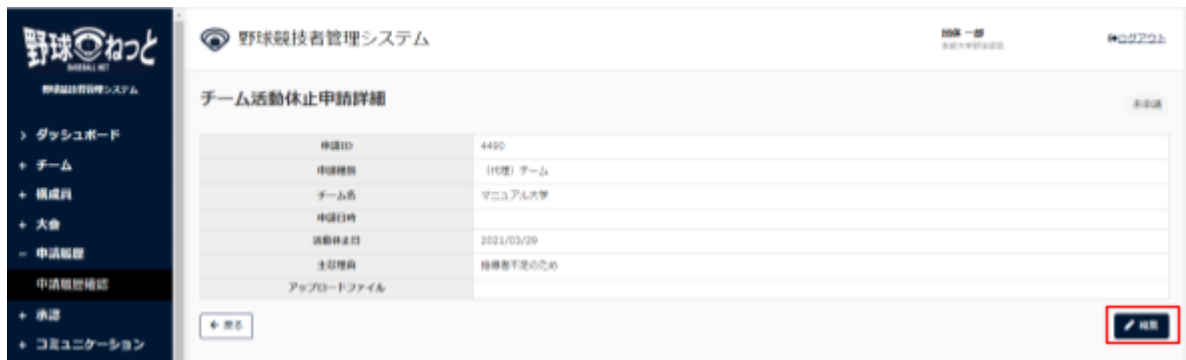 野球ねっと
BASEBALL NET
野球競技者管理システム
> ダッシュボード
+ チーム
+ 構成員
+ 大会
− 申請履歴
申請履歴確認
+ 承認
+ コミュニケーション
野球競技者管理システム
一郎
ログアウト
チーム活動休止申請詳細
未申請
申請ID 4490
申請種別 (代理) チーム
チーム名 マニュアル大学
申請日時
活動休止日 2021/03/29
主な理由 指導者不足のため
アップロードファイル
戻る
編集